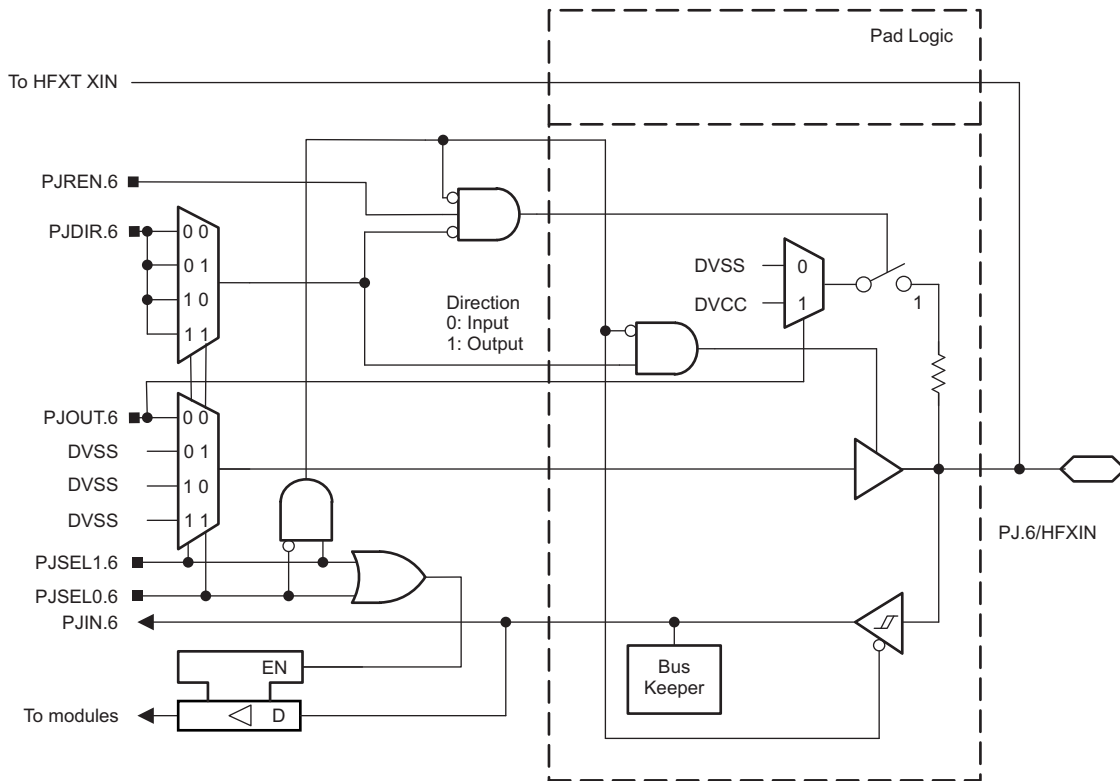 Pad Logic
To HFXT XIN
PJREN.6
PJDIR.6
0 0
0 1
1 0
1 1
DVSS
0
DVCC
1
1
Direction
0: Input
1: Output
PJOUT.6
0 0
DVSS
0 1
DVSS
1 0
DVSS
1 1
PJ.6/HFXIN
PJSEL1.6
PJSEL0.6
PJIN.6
EN
Bus
Keeper
To modules
D